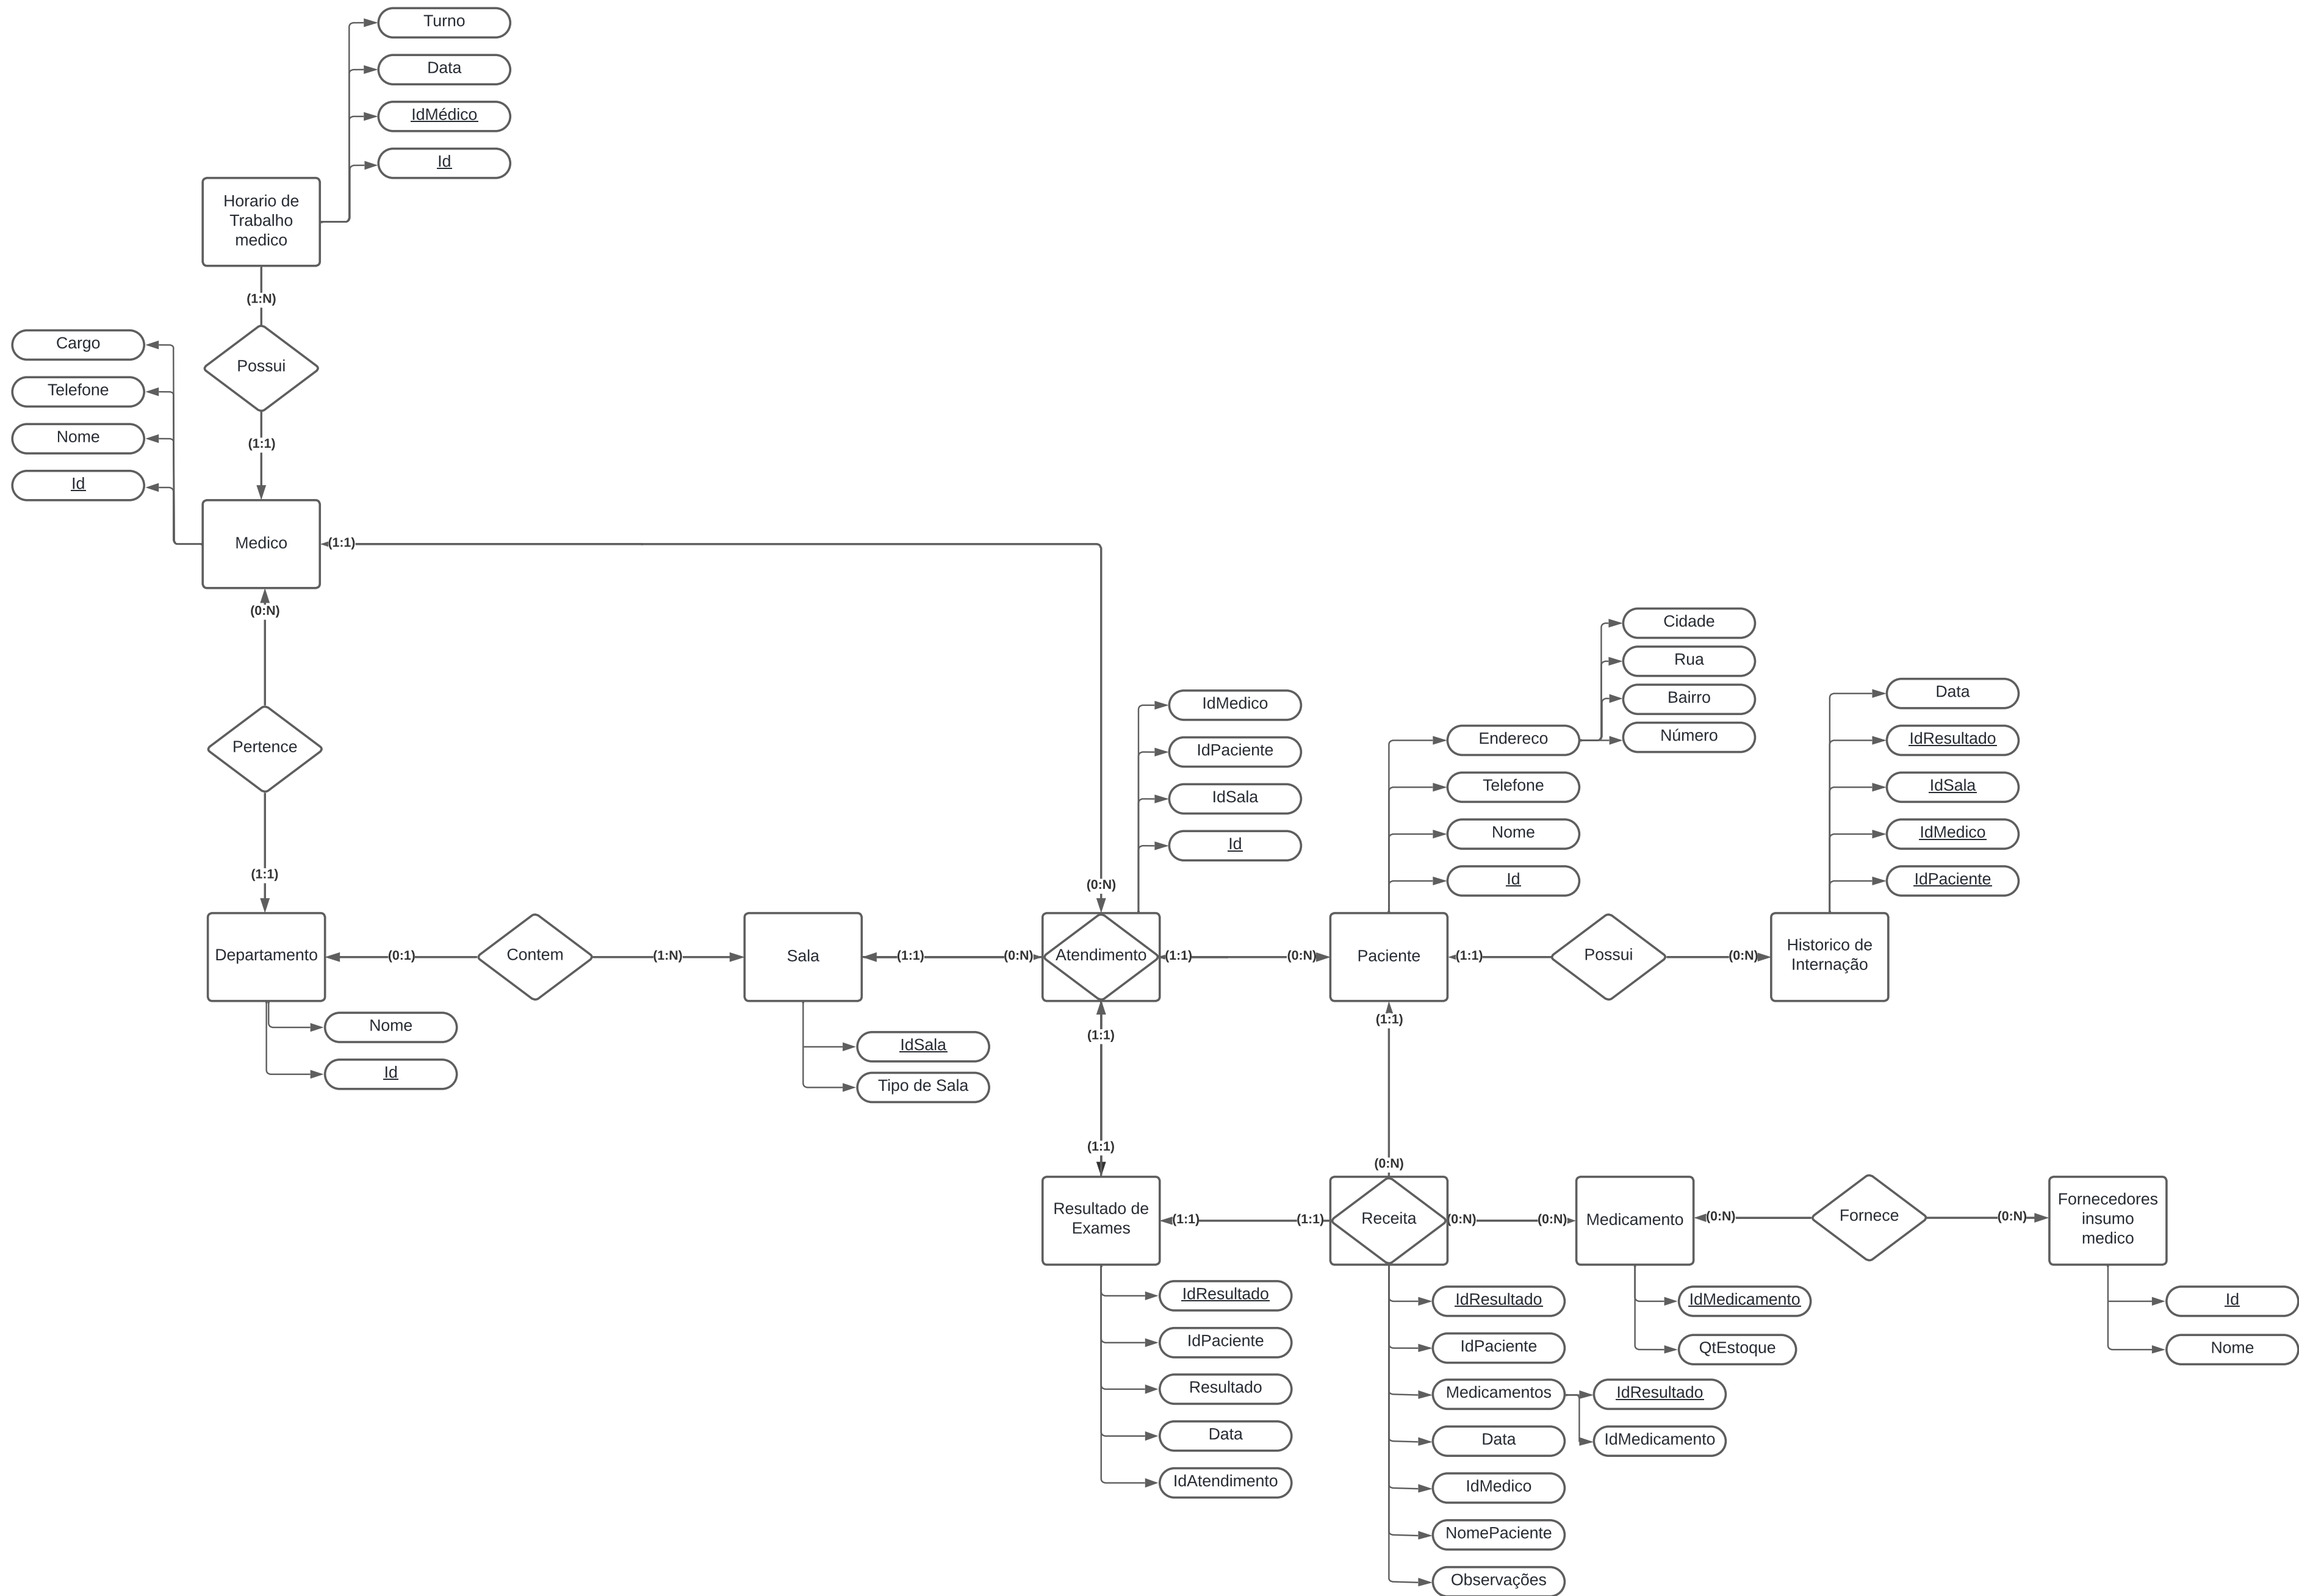 Turno
Data
IdMédico
Id
Horario de
Trabalho
medico
(1:N)
Possui
(1:1)
Cargo
Telefone
Nome
Id
Medico
(1:1)
(0:N)
Pertence
(1:1)
Departamento
Nome
Id
(0:1)
Contem
(1:N)
Sala
IdSala
Tipo de Sala
(1:1)
(0:N)
(0:N)
Atendimento
IdMedico
IdPaciente
IdSala
Id
(1:1)
(0:N)
Paciente
Endereco
Cidade
Rua
Bairro
Número
Telefone
Nome
Id
(1:1)
Possui
(0:N)
Historico de
Internação
Data
IdResultado
IdSala
IdMedico
IdPaciente
(1:1)
(1:1)
Resultado de
Exames
IdResultado
IdPaciente
Resultado
Data
IdAtendimento
(1:1)
(1:1)
(1:1)
(0:N)
Receita
IdResultado
IdPaciente
Medicamentos
IdResultado
IdMedicamento
Data
IdMedico
NomePaciente
Observações
(0:N)
(0:N)
Medicamento
IdMedicamento
QtEstoque
(0:N)
Fornece
(0:N)
Fornecedores
insumo
medico
Id
Nome